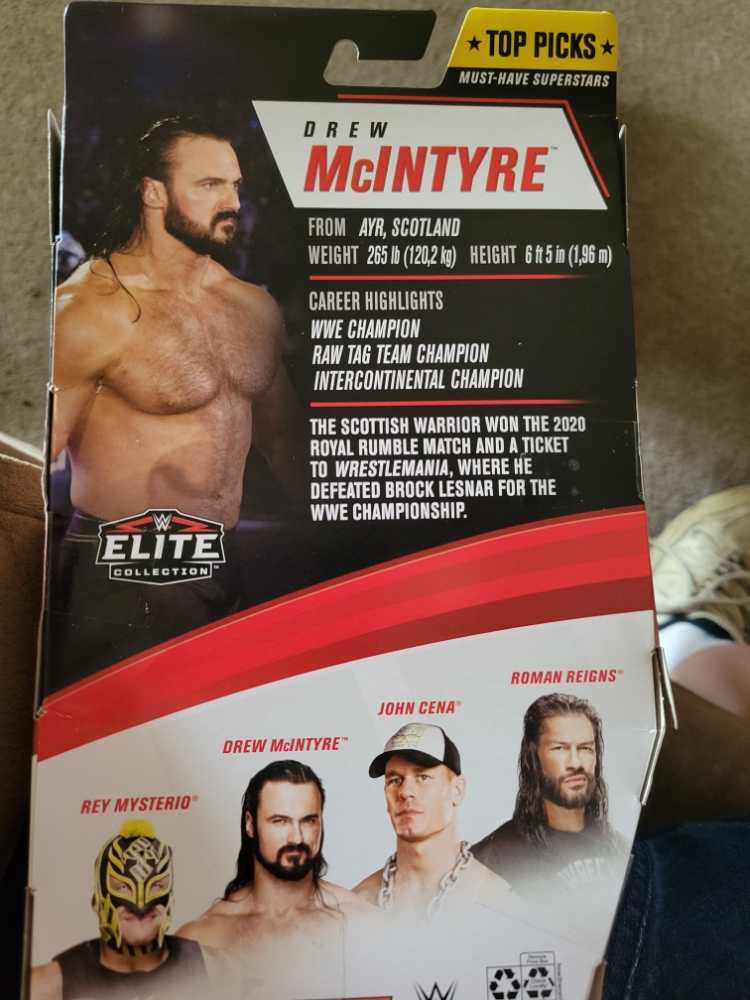 ★ TOP PICKS ★
MUST-HAVE SUPERSTARS
DREW
McINTYRE™
FROM AYR, SCOTLAND
WEIGHT 265 lb (120,2 kg) HEIGHT 6 ft 5 in (1,96 m)
CAREER HIGHLIGHTS
WWE CHAMPION
RAW TAG TEAM CHAMPION
INTERCONTINENTAL CHAMPION
THE SCOTTISH WARRIOR WON THE 2020
ROYAL RUMBLE MATCH AND A TICKET
TO WRESTLEMANIA, WHERE HE
DEFEATED BROCK LESNAR FOR THE
WWE CHAMPIONSHIP.
W
ELITE
COLLECTION™
ROMAN REIGNS®
JOHN CENA®
DREW McINTYRE™
REY MYSTERIO®
W